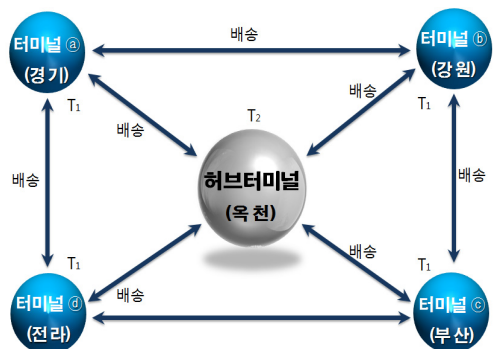 배송
터미널 ⓐ
(경기)
터미널 ⓑ
(강원)
T1
T2
T1
배송
배송
허브터미널
(옥천)
배송
배송
T1
T1
배송
터미널 ⓓ
(전라)
배송
터미널 ⓒ
(부산)